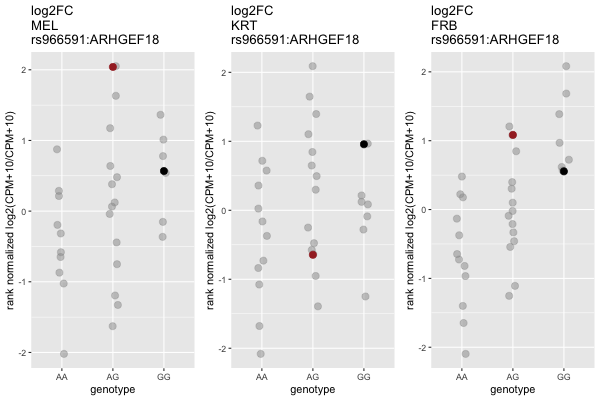 log2FC
MEL
rs966591:ARHGEF18
rank normalized log2(CPM+10/CPM+10)
2
1
0
-1
-2
AA
AG
GG
genotype
log2FC
KRT
rs966591:ARHGEF18
rank normalized log2(CPM+10/CPM+10)
2
1
0
-1
-2
AA
AG
GG
genotype
log2FC
FRB
rs966591:ARHGEF18
rank normalized log2(CPM+10/CPM+10)
2
1
0
-1
-2
AA
AG
GG
genotype